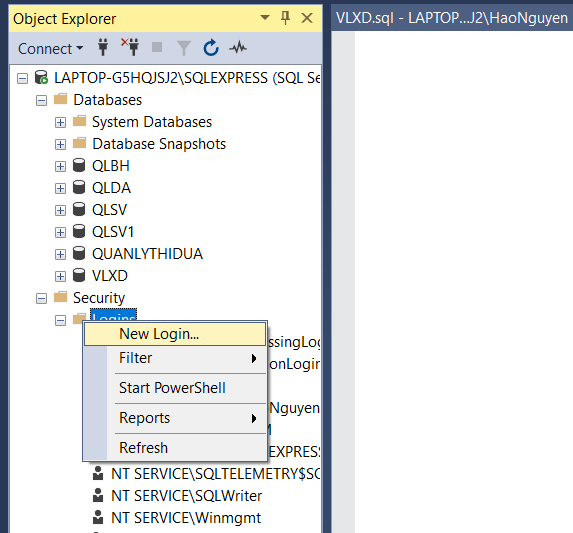 Object Explorer
VLXD.sql - LAPTOP...J2\HaoNguyen
Connect
LAPTOP-G5HQJSJ2\SQLEXPRESS (SQL Se
Databases
System Databases
Database Snapshots
QLBH
QLDA
QLSV
QLSV1
QUANLYTHIDUA
VLXD
Security
Logins
New Login...
ssingLog
Filter
onLogin
Start PowerShell
Reports
Nguyen
M
EXPRESS
Refresh
NT SERVICE\SQLTELEMETRY$SQ
NT SERVICE\SQLWriter
NT SERVICE\Winmgmt